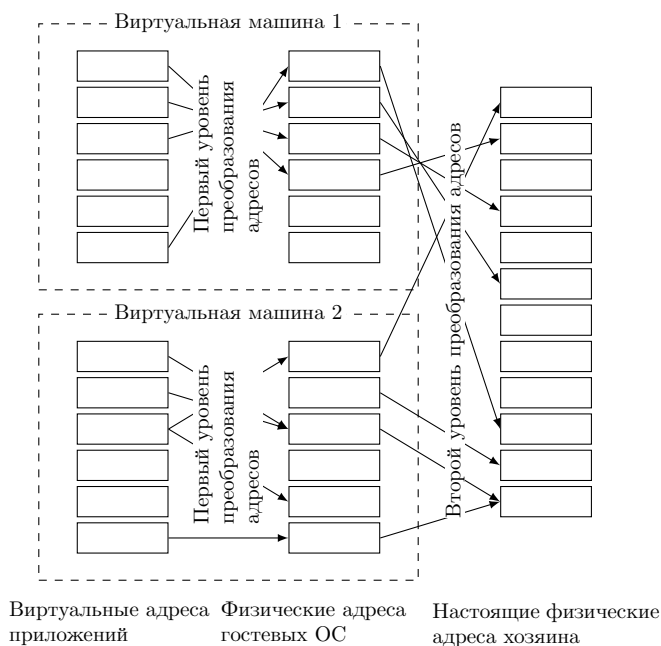 Виртуальная машина 1
Первый уровень
преобразования
адресов
Виртуальная машина 2
Первый уровень
преобразования
адресов
Второй уровень преобразования адресов
Виртуальные адреса
приложений
Физические адреса
гостевых ОС
Настоящие физические
адреса хозяина